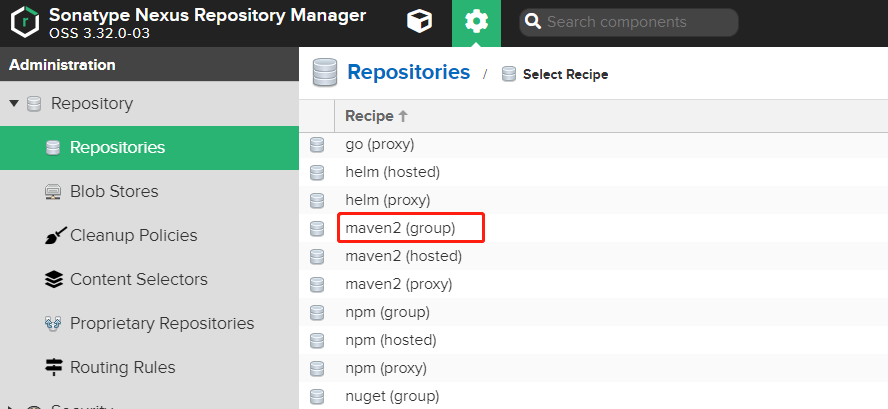 Sonatype Nexus Repository Manager
OSS 3.32.0-03
Search components
Administration
Repository
Repositories
Blob Stores
Cleanup Policies
Content Selectors
Proprietary Repositories
Routing Rules
Security
Repositories / Select Recipe
Recipe
go (proxy)
helm (hosted)
helm (proxy)
maven2 (group)
maven2 (hosted)
maven2 (proxy)
npm (group)
npm (hosted)
npm (proxy)
nuget (group)